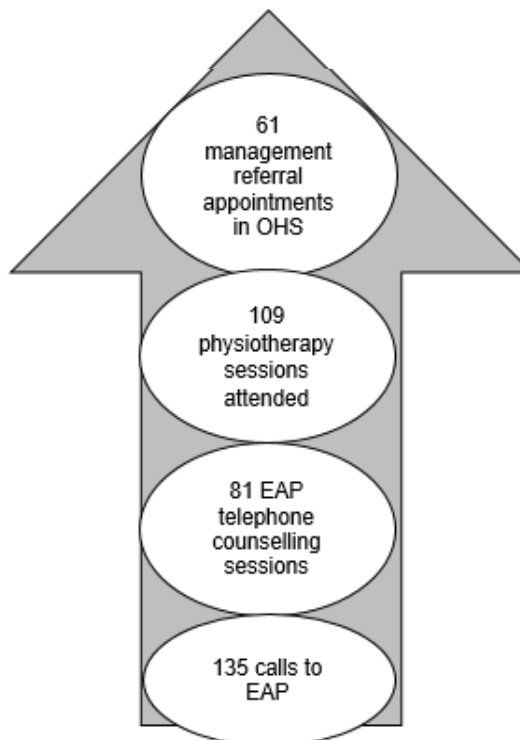 61
management
referral
appointments
in OHS
109
physiotherapy
sessions
attended
81 EAP
telephone
counselling
sessions
135 calls to
EAP